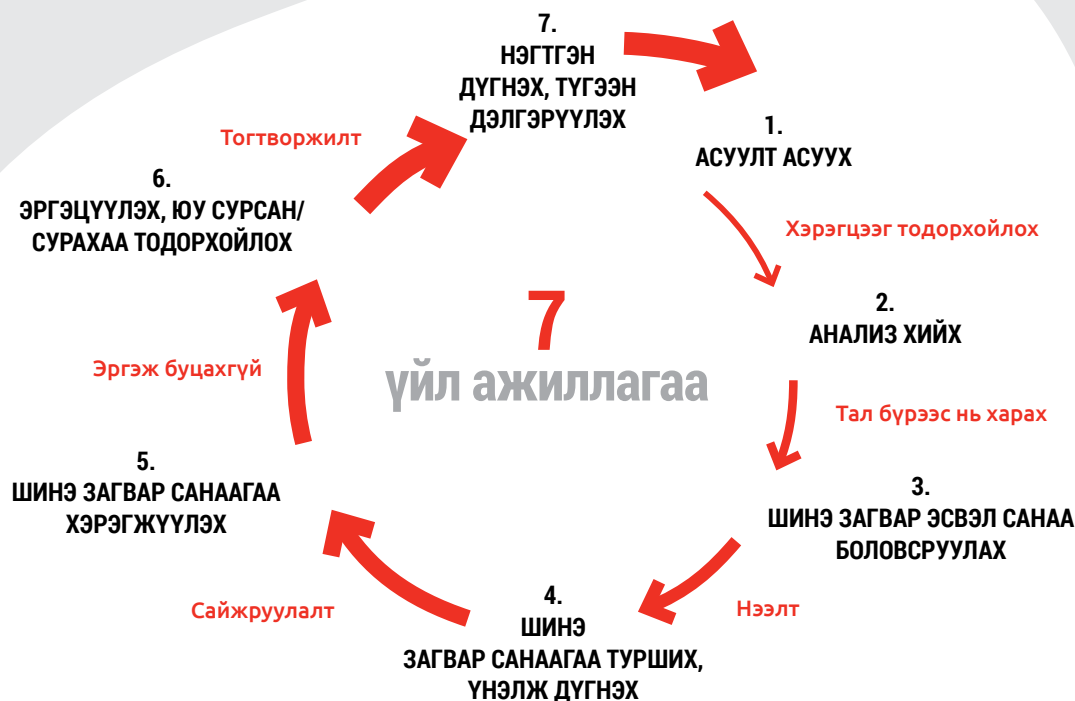 7.
НЭГТГЭН
ДҮГНЭХ, ТҮГЭЭН
ДЭЛГЭРҮҮЛЭХ
1.
АСУУЛТ АСУУХ
Хэрэгцээг тодорхойлох
2.
АНАЛИЗ ХИЙХ
Тал бүрээс нь харах
3.
ШИНЭ ЗАГВАР ЭСВЭЛ САНАА
БОЛОВСРУУЛАХ
Нээлт
4.
ШИНЭ
ЗАГВАР САНААГАА ТУРШИХ,
ҮНЭЛЖ ДҮГНЭХ
Сайжруулалт
5.
ШИНЭ ЗАГВАР САНААГАА
ХЭРЭГЖҮҮЛЭХ
Эргэж буцахгүй
6.
ЭРГЭЦҮҮЛЭХ, ЮУ СУРСАН/
СУРАХАА ТОДОРХОЙЛОХ
Тогтворжилт
7
үйл ажиллагаа